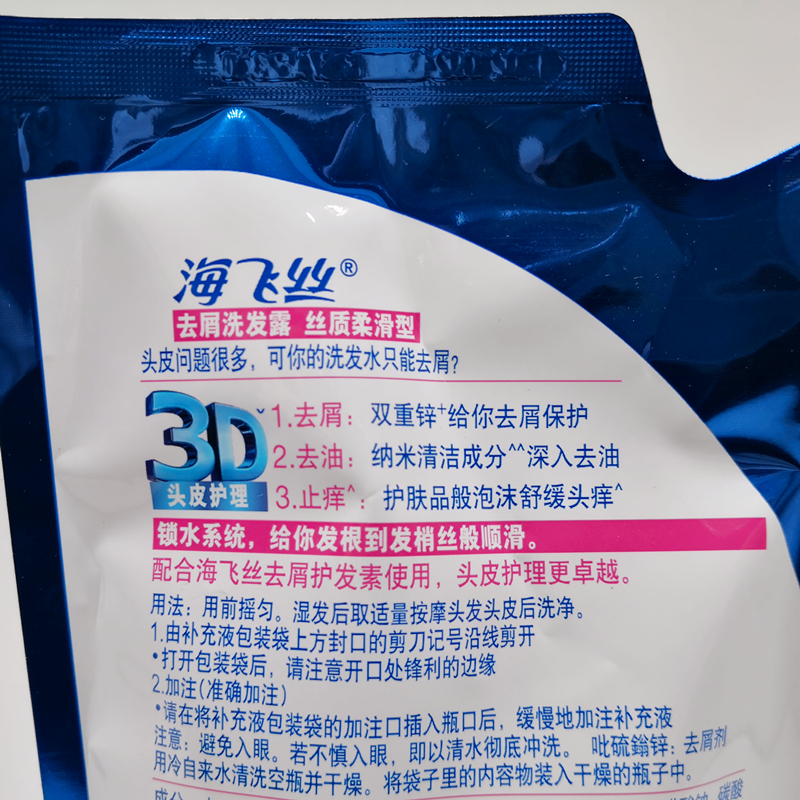 海飞丝®
去屑洗发露 丝质柔滑型
头皮问题很多，可你的洗发水只能去屑？
3D
头皮护理
ˇ1.去屑：双重锌⁺给你去屑保护
2.去油：纳米清洁成分^^深入去油
3.止痒^：护肤品般泡沫舒缓头痒^
锁水系统，给你发根到发梢丝般顺滑。
配合海飞丝去屑护发素使用，头皮护理更卓越。
用法：用前摇匀。湿发后取适量按摩头发头皮后洗净。
1.由补充液包装袋上方封口的剪刀记号沿线剪开
•打开包装袋后，请注意开口处锋利的边缘
2.加注(准确加注)
•请在将补充液包装袋的加注口插入瓶口后，缓慢地加注补充液
注意：避免入眼。若不慎入眼，即以清水彻底冲洗。 吡硫鎓锌：去屑剂
用冷自来水清洗空瓶并干燥。将袋子里的内容物装入干燥的瓶子中。